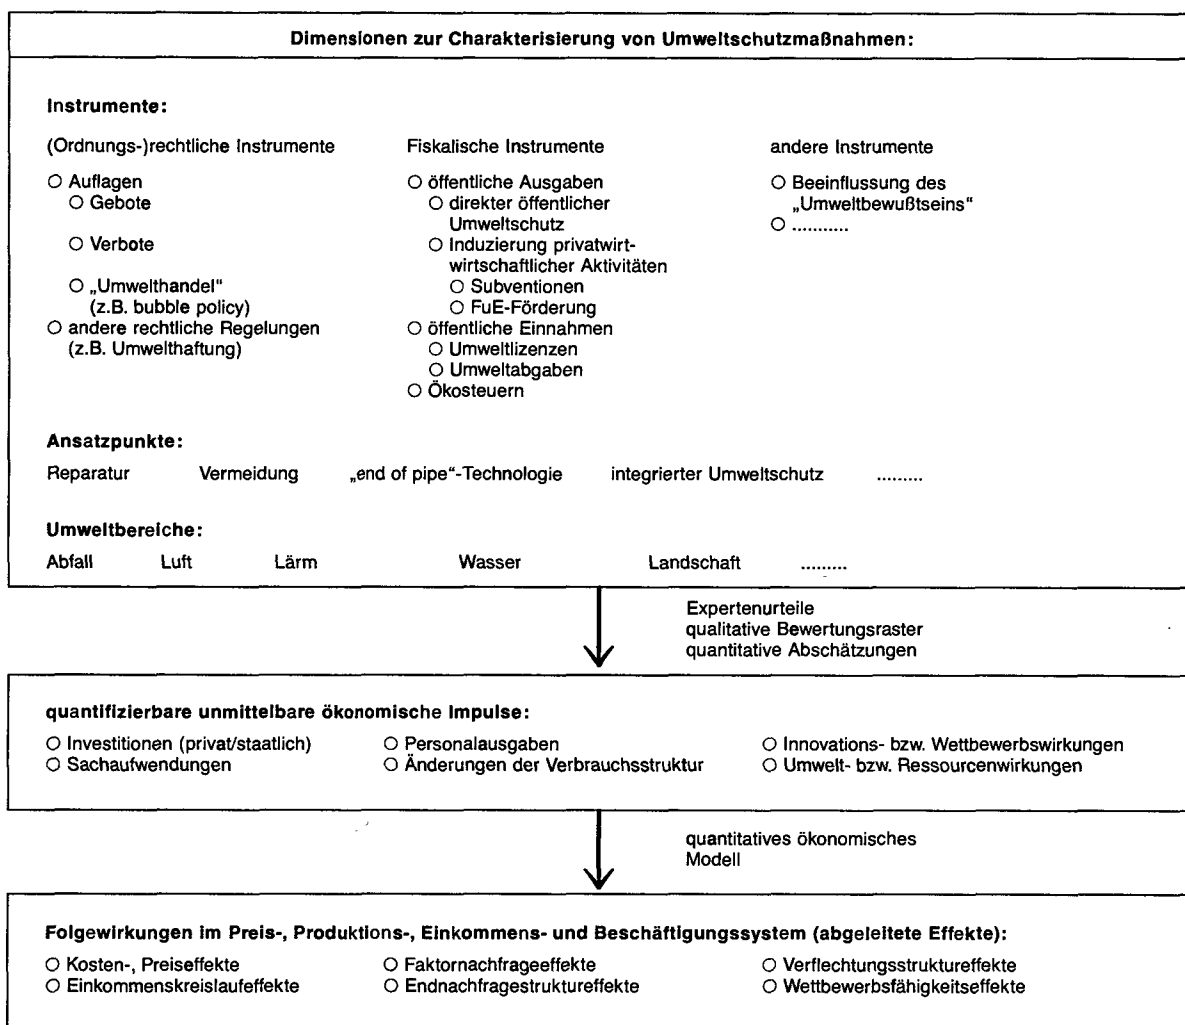 Dimensionen zur Charakterisierung von Umweltschutzmaßnahmen:
Instrumente:
(Ordnungs-)rechtliche Instrumente
○ Auflagen
○ Gebote
○ Verbote
○ „Umwelthandel“
(z.B. bubble policy)
○ andere rechtliche Regelungen
(z.B. Umwelthaftung)
Fiskalische Instrumente
○ öffentliche Ausgaben
○ direkter öffentlicher
Umweltschutz
○ Induzierung privatwirt-
wirtschaftlicher Aktivitäten
○ Subventionen
○ FuE-Förderung
○ öffentliche Einnahmen
○ Umweltlizenzen
○ Umweltabgaben
○ Ökosteuern
andere Instrumente
○ Beeinflussung des
„Umweltbewußtseins“
○ ...........
Ansatzpunkte:
Reparatur Vermeidung „end of pipe“-Technologie integrierter Umweltschutz .........
Umweltbereiche:
Abfall Luft Lärm Wasser Landschaft .........
Expertenurteile
qualitative Bewertungsraster
quantitative Abschätzungen
quantifizierbare unmittelbare ökonomische Impulse:
○ Investitionen (privat/staatlich) ○ Personalausgaben ○ Innovations- bzw. Wettbewerbswirkungen
○ Sachaufwendungen ○ Änderungen der Verbrauchsstruktur ○ Umwelt- bzw. Ressourcenwirkungen
quantitatives ökonomisches
Modell
Folgewirkungen im Preis-, Produktions-, Einkommens- und Beschäftigungssystem (abgeleitete Effekte):
○ Kosten-, Preiseffekte ○ Faktornachfrageeffekte ○ Verflechtungsstruktureffekte
○ Einkommenskreislaufeffekte ○ Endnachfragestruktureffekte ○ Wettbewerbsfähigkeitseffekte